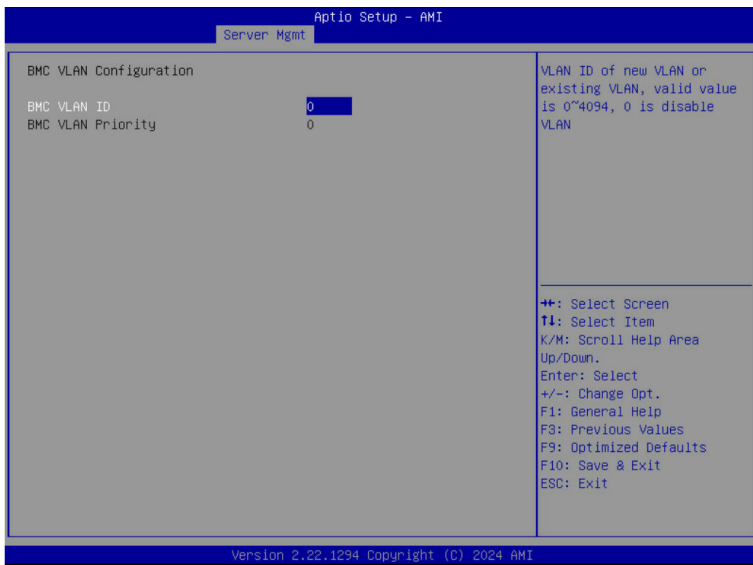 Aptio Setup - AMI
Server Mgmt
BMC VLAN Configuration
BMC VLAN ID 0
BMC VLAN Priority 0
VLAN ID of new VLAN or
existing VLAN, valid value
is 0~4094, 0 is disable
VLAN
→←: Select Screen
↑↓: Select Item
K/M: Scroll Help Area
Up/Down.
Enter: Select
+/-: Change Opt.
F1: General Help
F3: Previous Values
F9: Optimized Defaults
F10: Save & Exit
ESC: Exit
Version 2.22.1294 Copyright (C) 2024 AMI